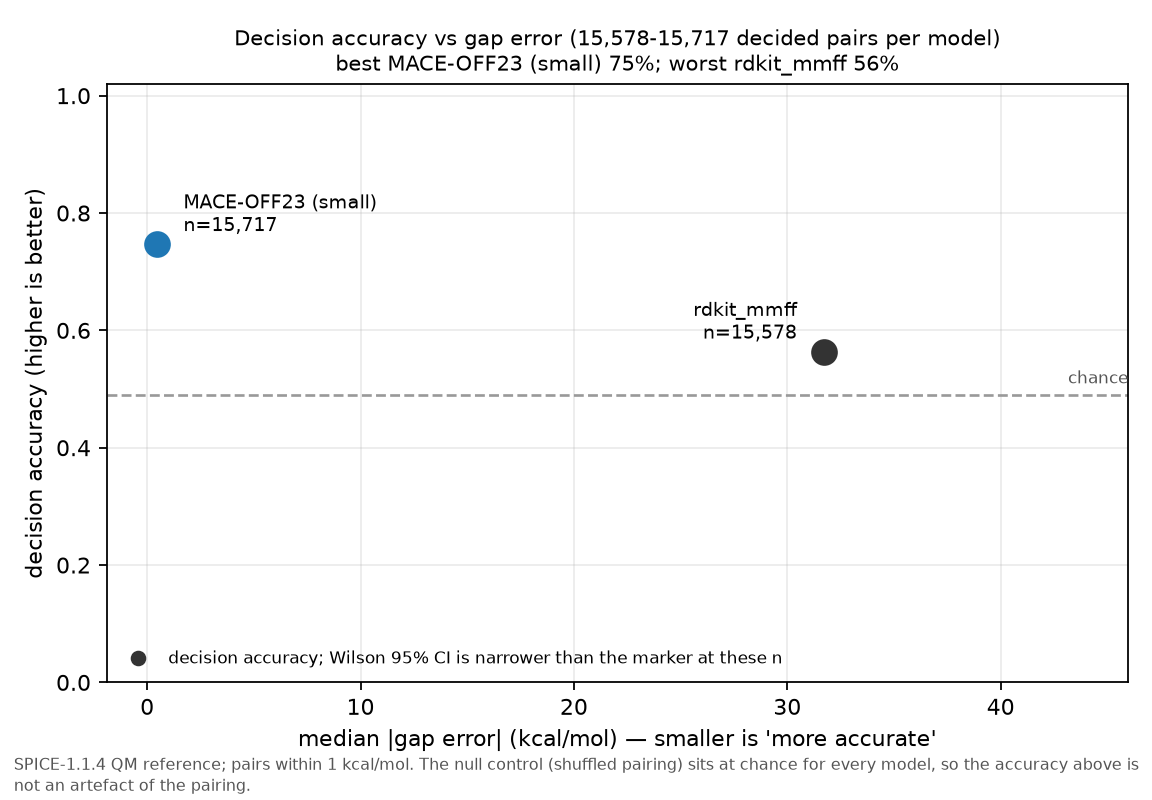 Decision accuracy vs gap error (15,578-15,717 decided pairs per model)
best MACE-OFF23 (small) 75%; worst rdkit_mmff 56%
1.0
0.8
0.6
0.4
0.2
0.0
decision accuracy (higher is better)
MACE-OFF23 (small)
n=15,717
rdkit_mmff
n=15,578
chance
decision accuracy; Wilson 95% CI is narrower than the marker at these n
0
10
20
30
40
median |gap error| (kcal/mol) — smaller is 'more accurate'
SPICE-1.1.4 QM reference; pairs within 1 kcal/mol. The null control (shuffled pairing) sits at chance for every model, so the accuracy above is
not an artefact of the pairing.